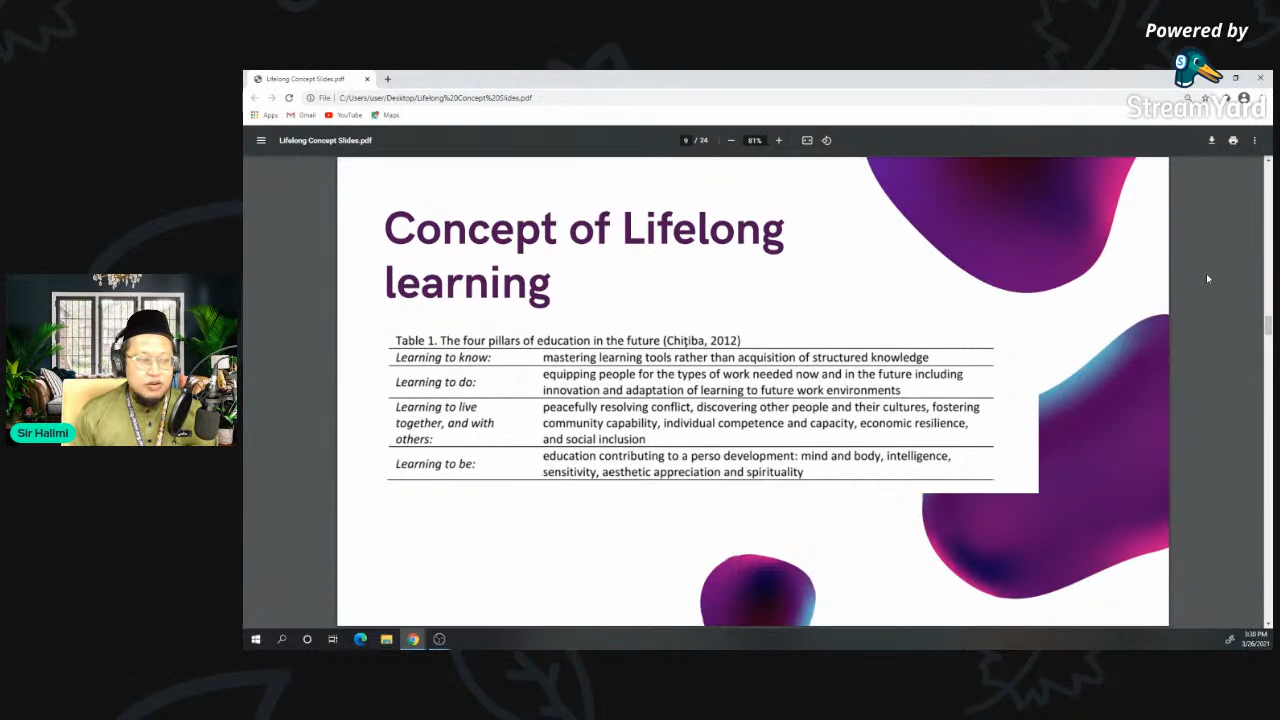 Powered by
StreamYard
Lifelong Concept Slides.pdf
File | C:/Users/user/Desktop/Lifelong%20Concept%20Slides.pdf
Apps Gmail YouTube Maps
Lifelong Concept Slides.pdf
9 / 24
81%
Concept of Lifelong
learning
Table 1. The four pillars of education in the future (Chițiba, 2012)
Learning to know: mastering learning tools rather than acquisition of structured knowledge
Learning to do: equipping people for the types of work needed now and in the future including
innovation and adaptation of learning to future work environments
Learning to live peacefully resolving conflict, discovering other people and their cultures, fostering
together, and with community capability, individual competence and capacity, economic resilience,
others: and social inclusion
Learning to be: education contributing to a perso development: mind and body, intelligence,
sensitivity, aesthetic appreciation and spirituality
Sir Halimi
3:30 PM
3/26/2021